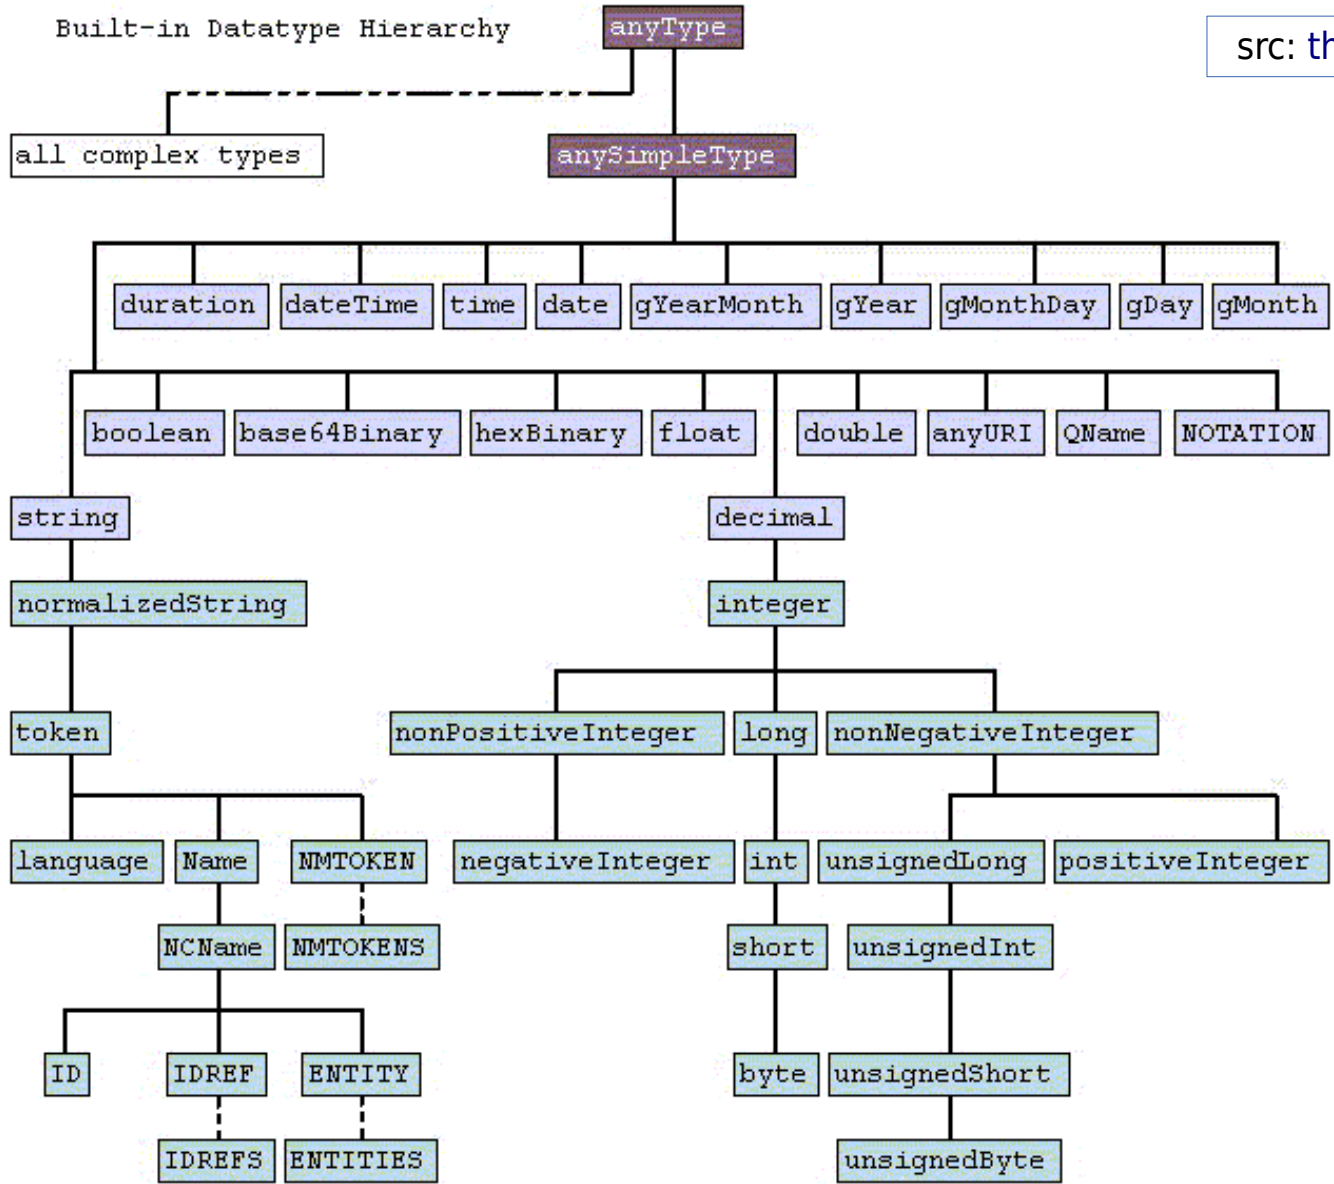 Built-in Datatype Hierarchy
anyType
src: th
all complex types
anySimpleType
duration
dateTime
time
date
gYearMonth
gYear
gMonthDay
gDay
gMonth
boolean
base64Binary
hexBinary
float
double
anyURI
QName
NOTATION
string
decimal
normalizedString
integer
token
nonPositiveInteger
long
nonNegativeInteger
language
Name
NMTOKEN
negativeInteger
int
unsignedLong
positiveInteger
NCName
NMTOKENS
short
unsignedInt
ID
IDREF
ENTITY
byte
unsignedShort
IDREFS
ENTITIES
unsignedByte